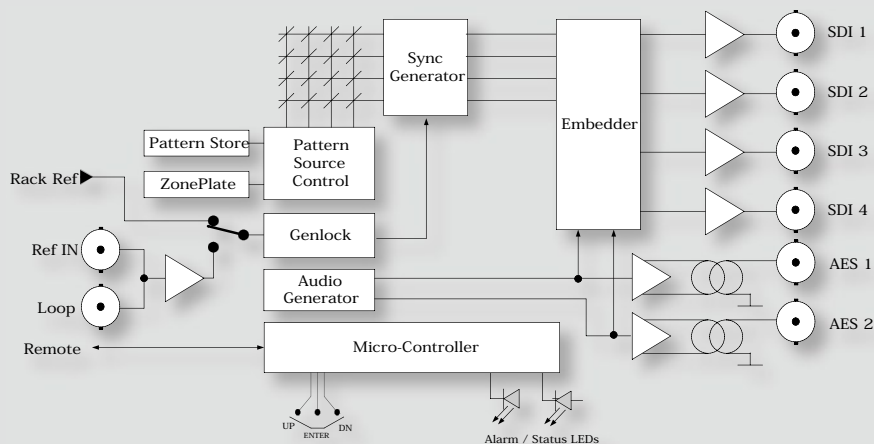 SDI 1
Sync
Generator
SDI 2
Embedder
Pattern Store
Pattern
Source
Control
SDI 3
Rack Ref
ZonePlate
SDI 4
Genlock
Ref IN
AES 1
Audio
Generator
Loop
AES 2
Remote
Micro-Controller
UP
ENTER
DN
Alarm / Status LEDs